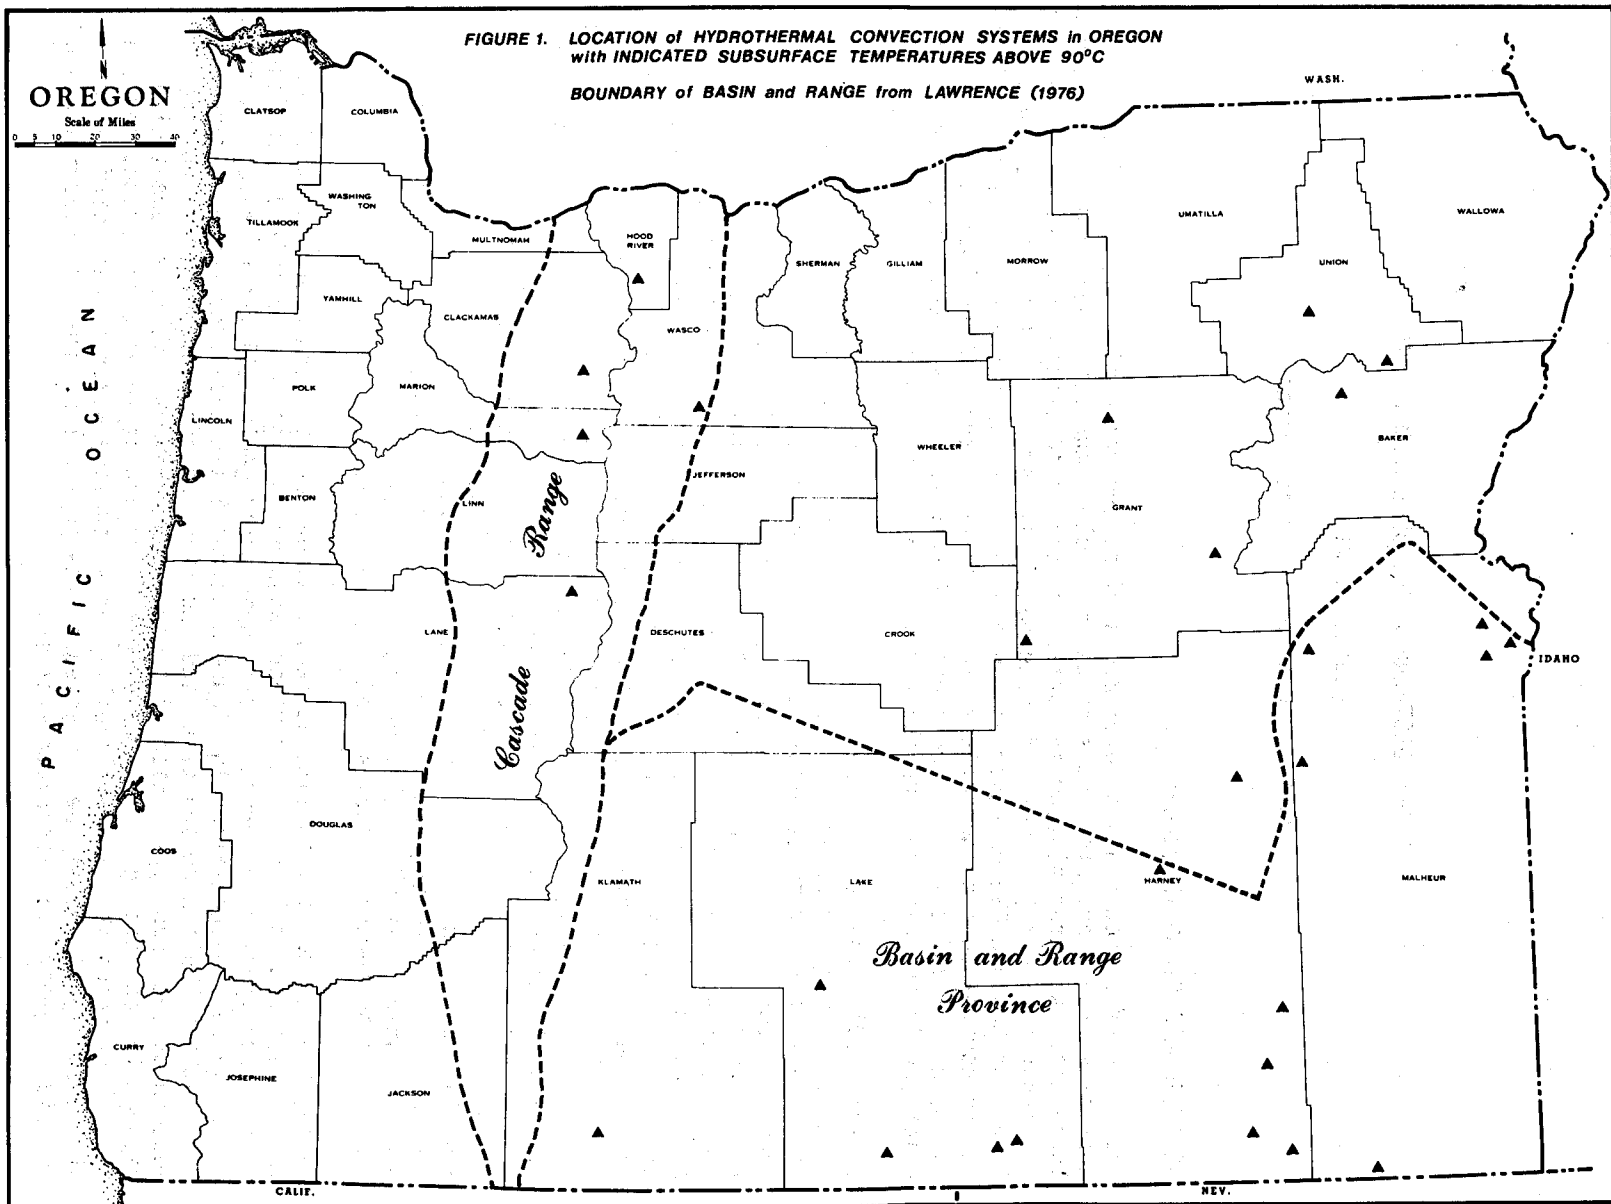 FIGURE 1. LOCATION of HYDROTHERMAL CONVECTION SYSTEMS in OREGON
with INDICATED SUBSURFACE TEMPERATURES ABOVE 90°C
BOUNDARY of BASIN and RANGE from LAWRENCE (1976)
N
OREGON
Scale of Miles
0 5 10 20 30 40
WASH.
CLATSOP
COLUMBIA
WASHING
TON
TILLAMOOK
MULTNOMAH
HOOD
RIVER
SHERMAN
GILLIAM
MORROW
UMATILLA
UNION
WALLOWA
YAMHILL
CLACKAMAS
WASCO
POLK
MARION
LINCOLN
WHEELER
BAKER
JEFFERSON
BENTON
LINN
GRANT
PACIFIC OCEAN
Cascade Range
LANE
DESCHUTES
CROOK
IDAHO
DOUGLAS
COOS
KLAMATH
LAKE
HARNEY
MALHEUR
Basin and Range
Province
CURRY
JOSEPHINE
JACKSON
CALIF.
NEV.